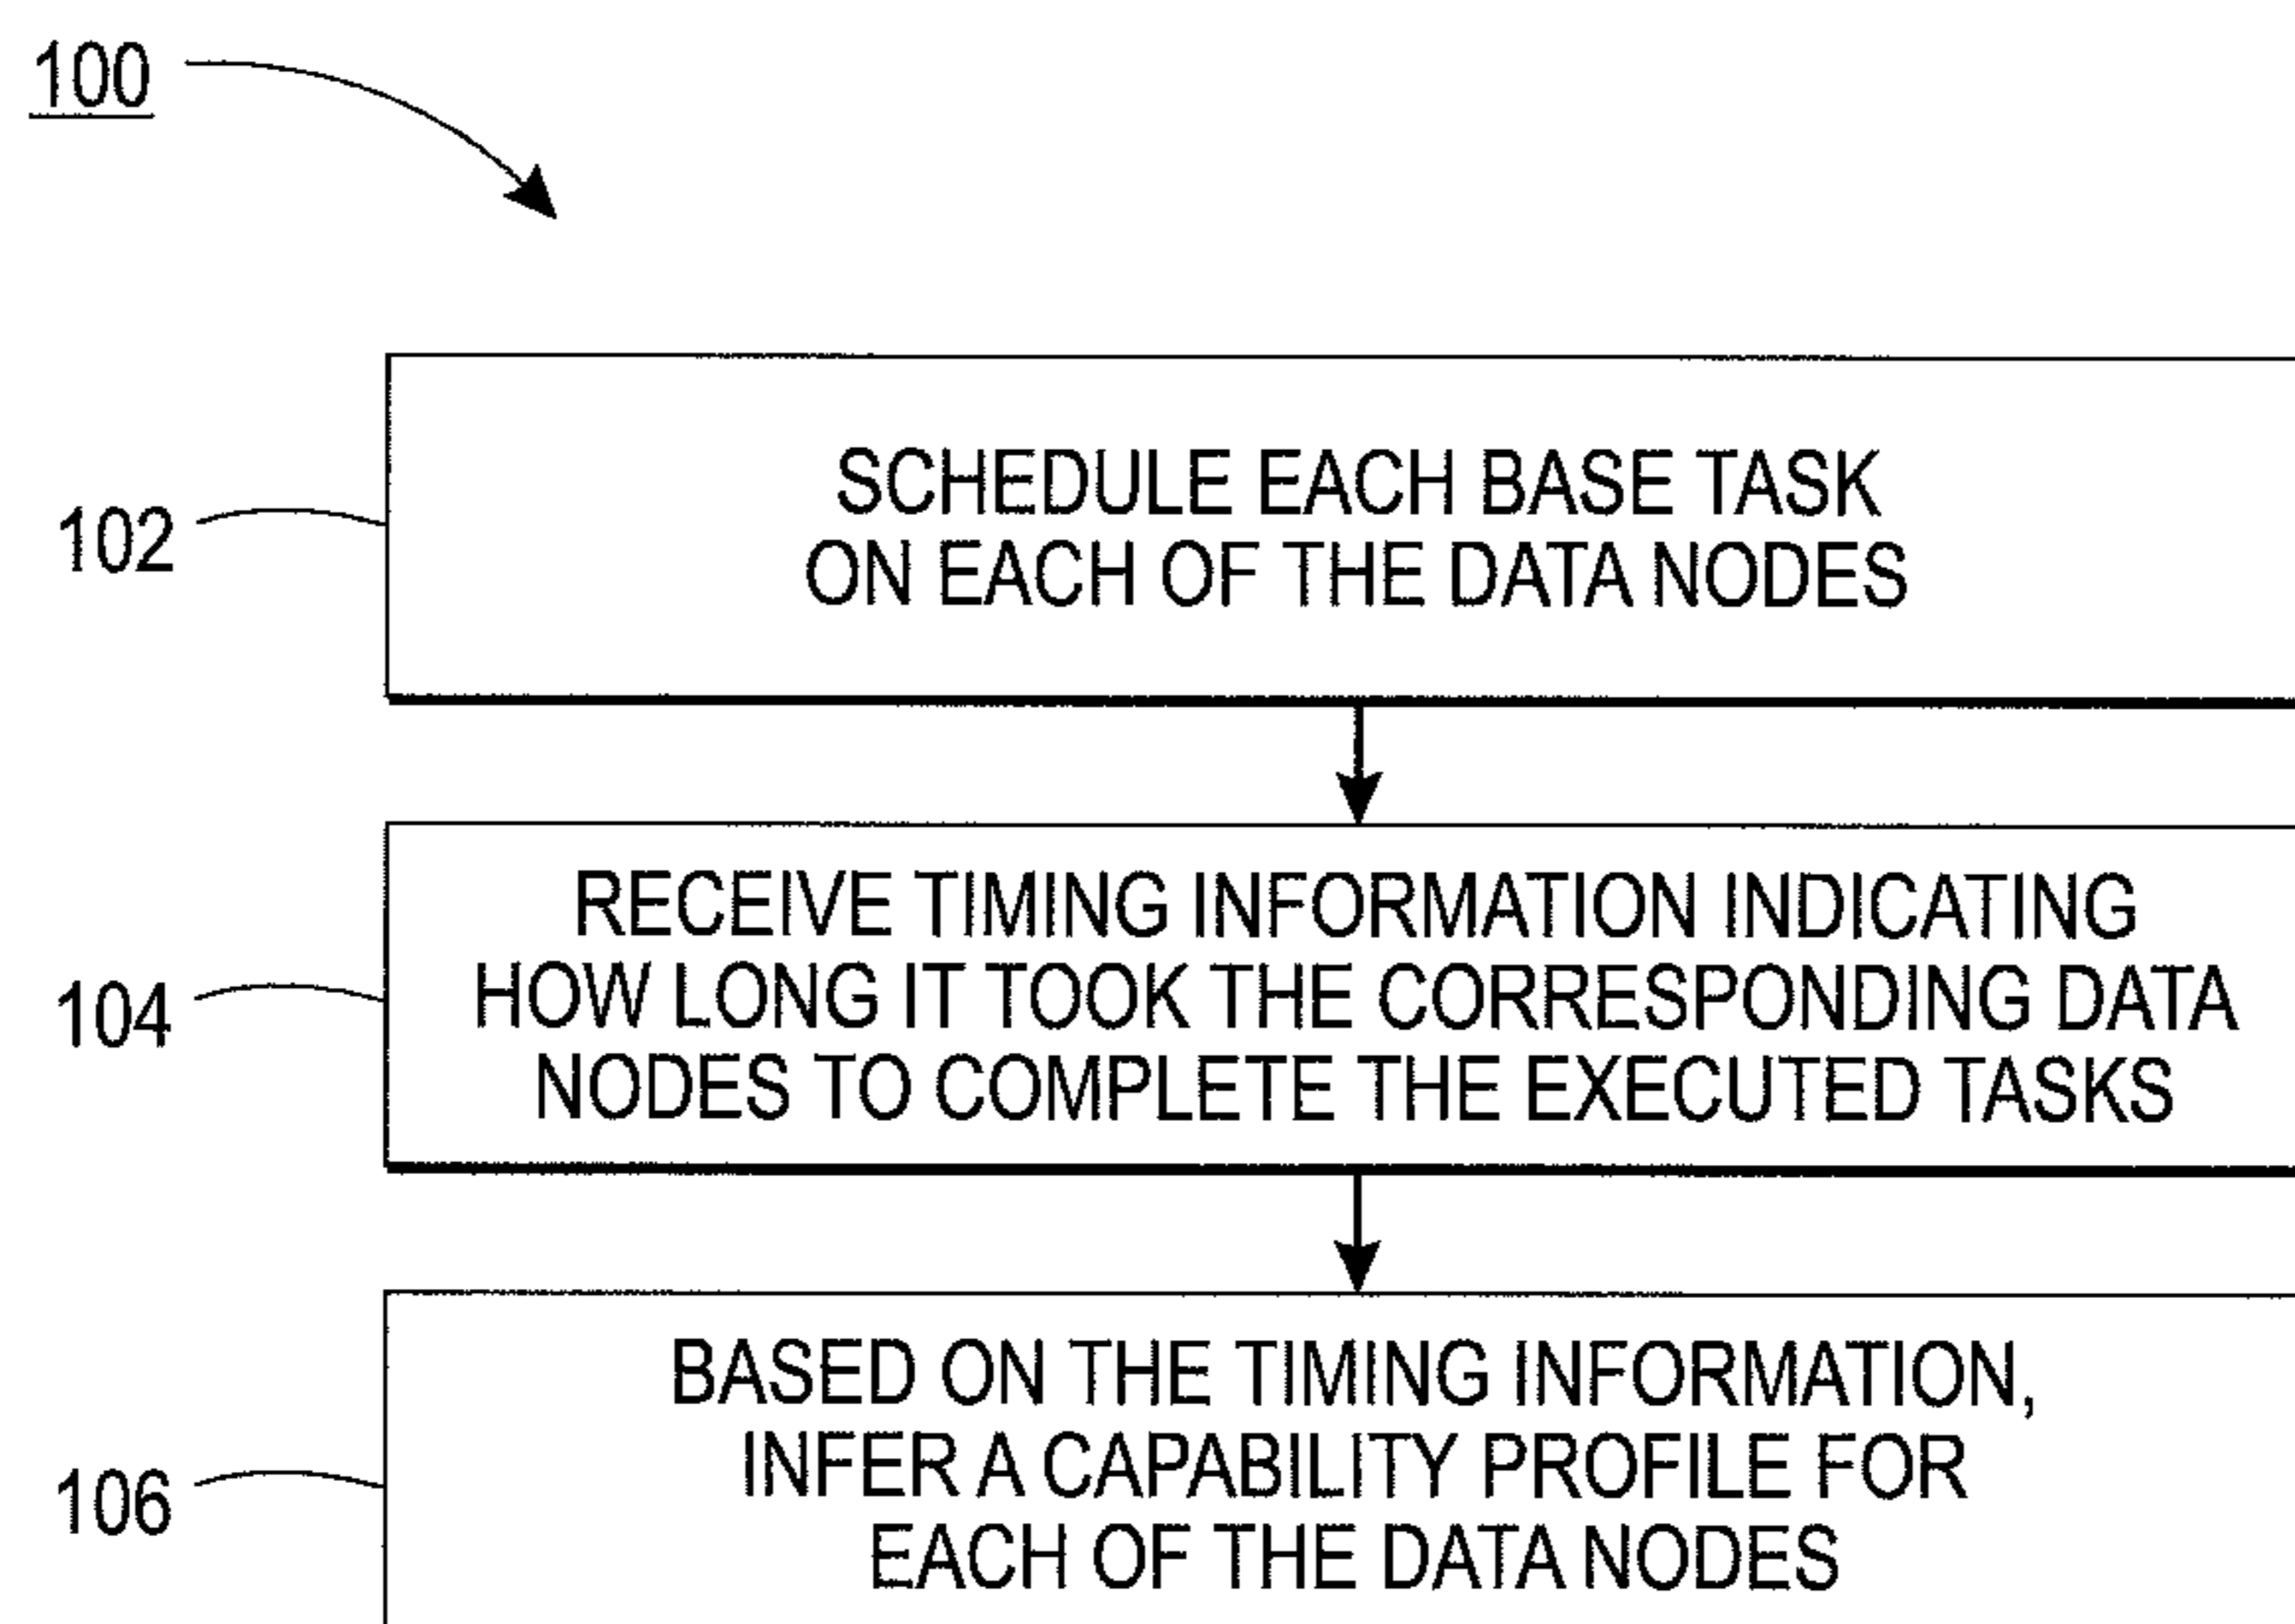 100
102
SCHEDULE EACH BASE TASK
ON EACH OF THE DATA NODES
104
RECEIVE TIMING INFORMATION INDICATING
HOW LONG IT TOOK THE CORRESPONDING DATA
NODES TO COMPLETE THE EXECUTED TASKS
106
BASED ON THE TIMING INFORMATION,
INFER A CAPABILITY PROFILE FOR
EACH OF THE DATA NODES